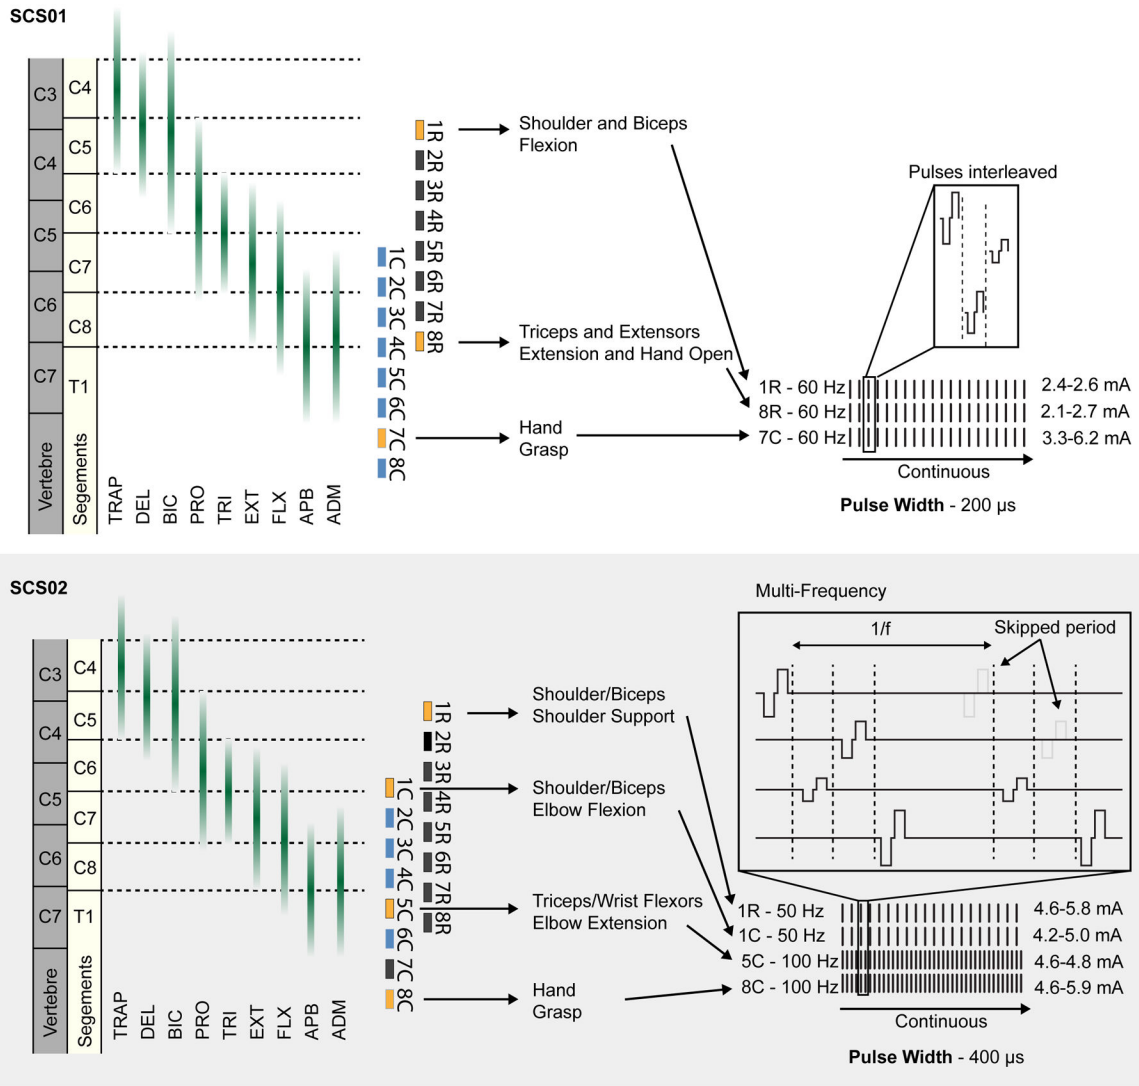 SCS01
C3
C4
C5
C6
C7
Vertebre
C4
C5
C6
C7
C8
T1
Segements
TRAP
DEL
BIC
PRO
TRI
EXT
FLX
APB
ADM
1C
2C
3C
4C
5C
6C
7C
8C
1R
2R
3R
4R
5R
6R
7R
8R
Shoulder and Biceps
Flexion
Triceps and Extensors
Extension and Hand Open
Hand
Grasp
Pulses interleaved
1R - 60 Hz
2.4-2.6 mA
8R - 60 Hz
2.1-2.7 mA
7C - 60 Hz
3.3-6.2 mA
Continuous
Pulse Width - 200 µs
SCS02
C3
C4
C5
C6
C7
Vertebre
C4
C5
C6
C7
C8
T1
Segements
TRAP
DEL
BIC
PRO
TRI
EXT
FLX
APB
ADM
1C
2C
3C
4C
5C
6C
7C
8C
1R
2R
3R
4R
5R
6R
7R
8R
Shoulder/Biceps
Shoulder Support
Shoulder/Biceps
Elbow Flexion
Triceps/Wrist Flexors
Elbow Extension
Hand
Grasp
Multi-Frequency
1/f
Skipped period
1R - 50 Hz
4.6-5.8 mA
1C - 50 Hz
4.2-5.0 mA
5C - 100 Hz
4.6-4.8 mA
8C - 100 Hz
4.6-5.9 mA
Continuous
Pulse Width - 400 µs